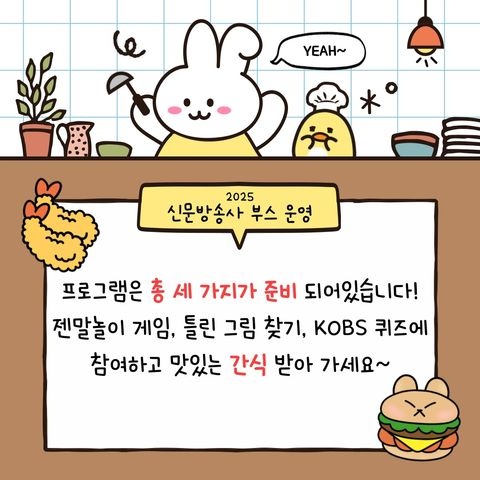 YEAH~
2025
신문방송사 부스 운영
프로그램은 총 세 가지가 준비 되어있습니다!
젠말놀이 게임, 틀린 그림 찾기, KOBS 퀴즈에
참여하고 맛있는 간식 받아 가세요~